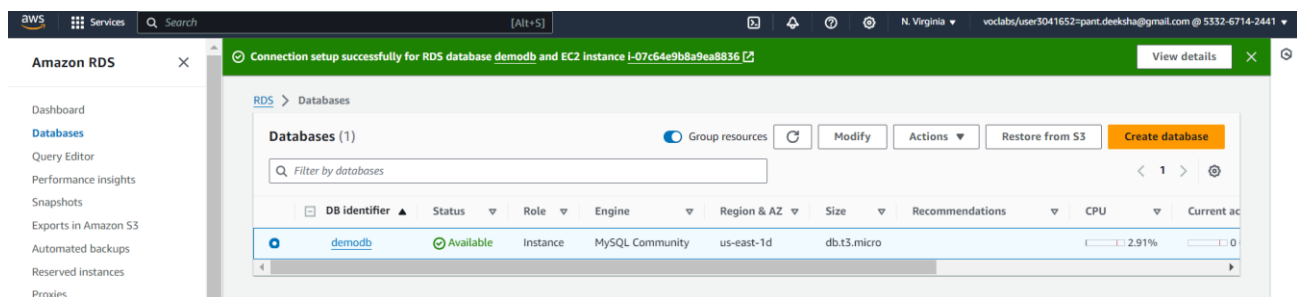 aws Services Search [Alt+S] N. Virginia voclabs/user3041652=pant.deeksha@gmail.com @ 5332-6714-2441
Amazon RDS
Connection setup successfully for RDS database demodb and EC2 instance i-07c64e9b8a9ea8836 View details
Dashboard
Databases
Query Editor
Performance insights
Snapshots
Exports in Amazon S3
Automated backups
Reserved instances
Proxies
RDS > Databases
Databases (1) Group resources Modify Actions Restore from S3 Create database
Filter by databases 1
DB identifier Status Role Engine Region & AZ Size Recommendations CPU Current ac
demodb Available Instance MySQL Community us-east-1d db.t3.micro 2.91% 0